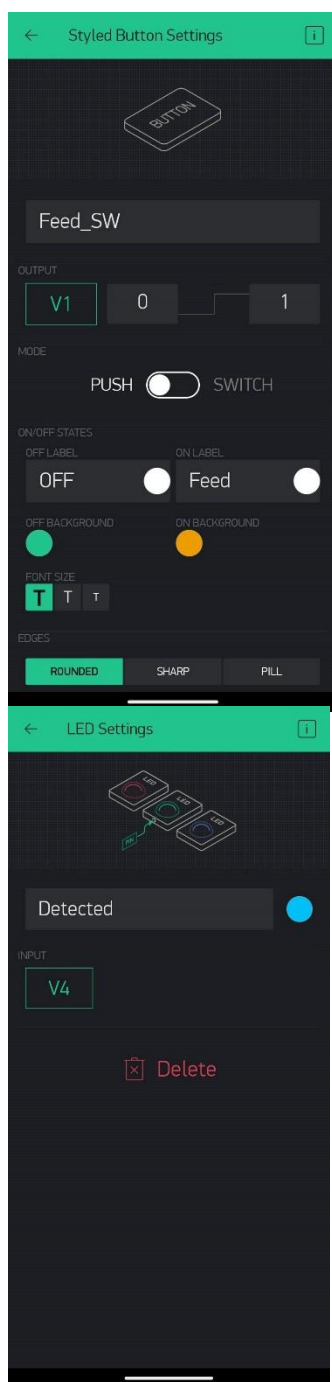 ← Styled Button Settings i
BUTTON
Feed_SW
OUTPUT
V1 0 1
MODE
PUSH SWITCH
ON/OFF STATES
OFF LABEL ON LABEL
OFF Feed
OFF BACKGROUND ON BACKGROUND
FONT SIZE
T T T
EDGES
ROUNDED SHARP PILL
← LED Settings i
LED
LED
LED
PIN
Detected
INPUT
V4
Delete